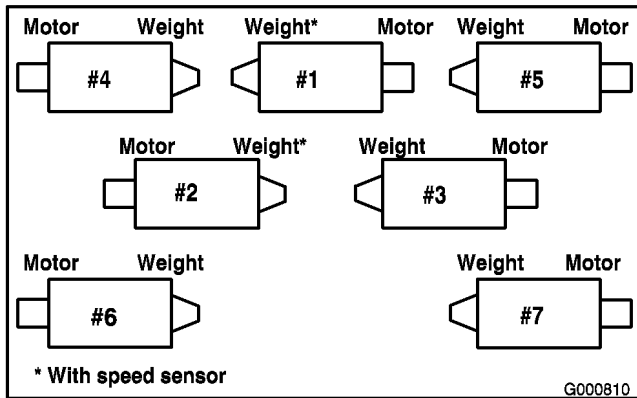 Motor Weight Weight* Motor Weight Motor
#4 #1 #5
Motor Weight* Weight Motor
#2 #3
Motor Weight Weight Motor
#6 #7
* With speed sensor
G000810